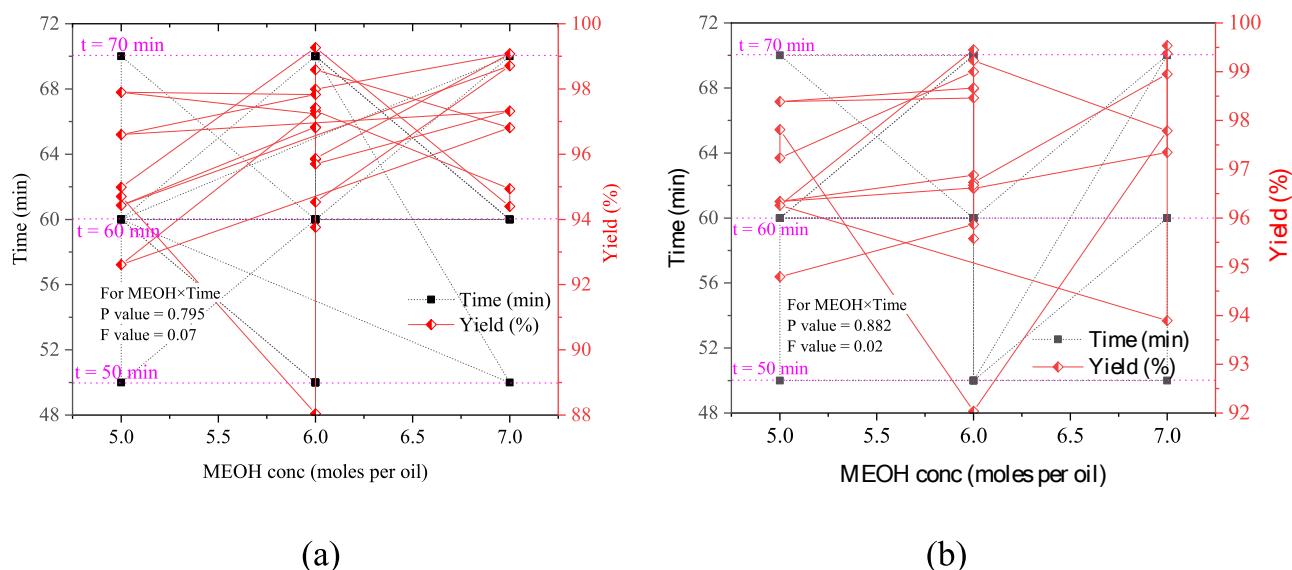 72
68
64
60
56
52
48
Time (min)
t = 70 min
t = 60 min
t = 50 min
For MEOH×Time
P value = 0.795
F value = 0.07
Time (min)
Yield (%)
100
98
96
94
92
90
88
Yield (%)
5.0
5.5
6.0
6.5
7.0
MEOH conc (moles per oil)
(a)
72
68
64
60
56
52
48
Time (min)
t = 70 min
t = 60 min
t = 50 min
For MEOH×Time
P value = 0.882
F value = 0.02
Time (min)
Yield (%)
100
99
98
97
96
95
94
93
92
Yield (%)
5.0
5.5
6.0
6.5
7.0
MEOH conc (moles per oil)
(b)